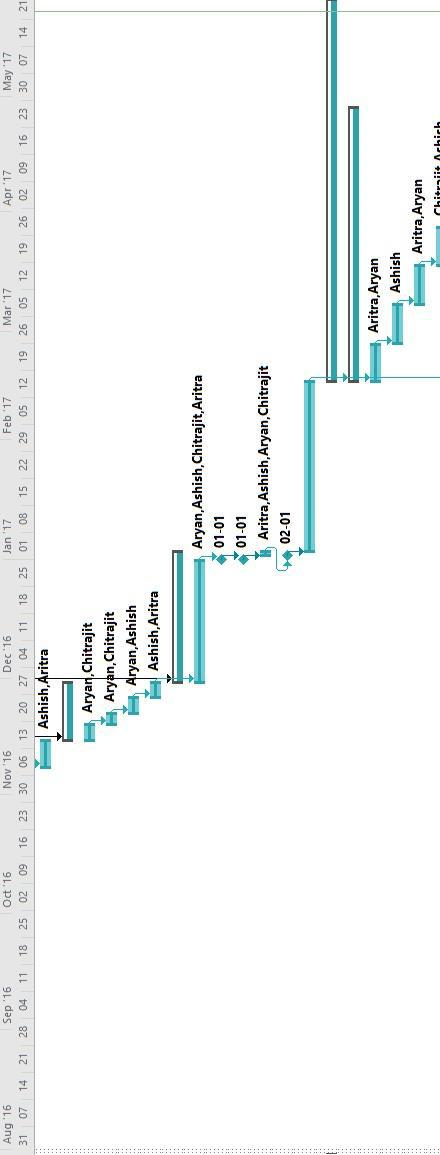 Aug '16
Sep '16
Oct '16
Nov '16
Dec '16
Jan '17
Feb '17
Mar '17
Apr '17
May '17
31 07 14 21 28 04 11 18 25 02 09 16 23 30 06 13 20 27 04 11 18 25 01 08 15 22 29 05 12 19 26 05 12 19 26 02 09 16 23 30 07 14 21
Ashish,Aritra
Aryan,Chitrajit
Aryan,Chitrajit
Aryan,Ashish
Ashish,Aritra
Aryan,Ashish,Chitrajit,Aritra
01-01
01-01
Aritra,Ashish,Aryan,Chitrajit
02-01
Aritra,Aryan
Ashish
Aritra,Aryan
Chitrajit,Ashish